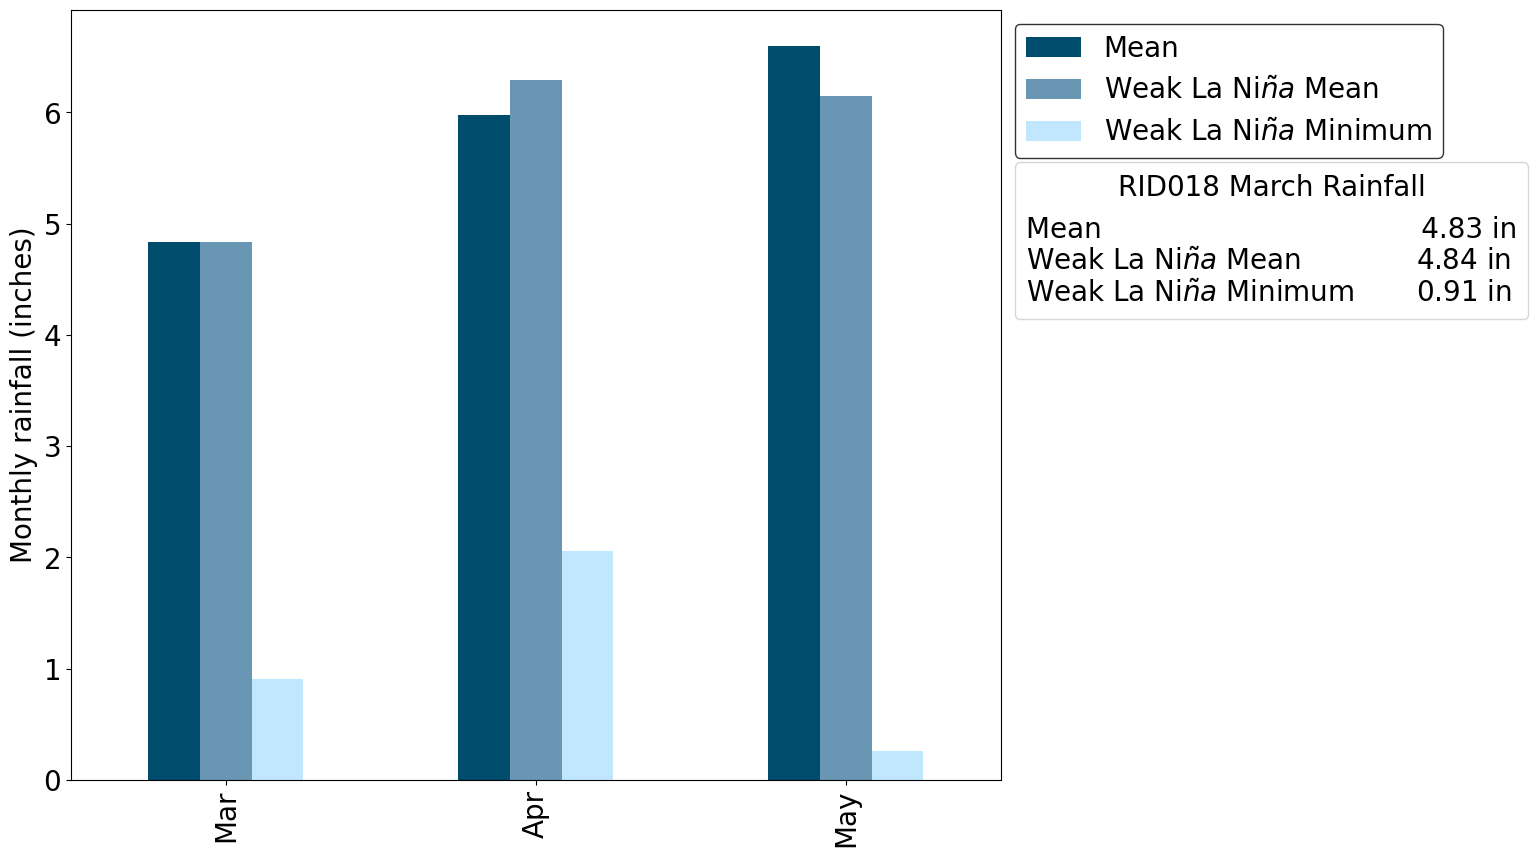 Mean
Weak La Niña Mean
Weak La Niña Minimum
RID018 March Rainfall
Mean 4.83 in
Weak La Niña Mean 4.84 in
Weak La Niña Minimum 0.91 in
Monthly rainfall (inches)
6
5
4
3
2
1
0
Mar
Apr
May